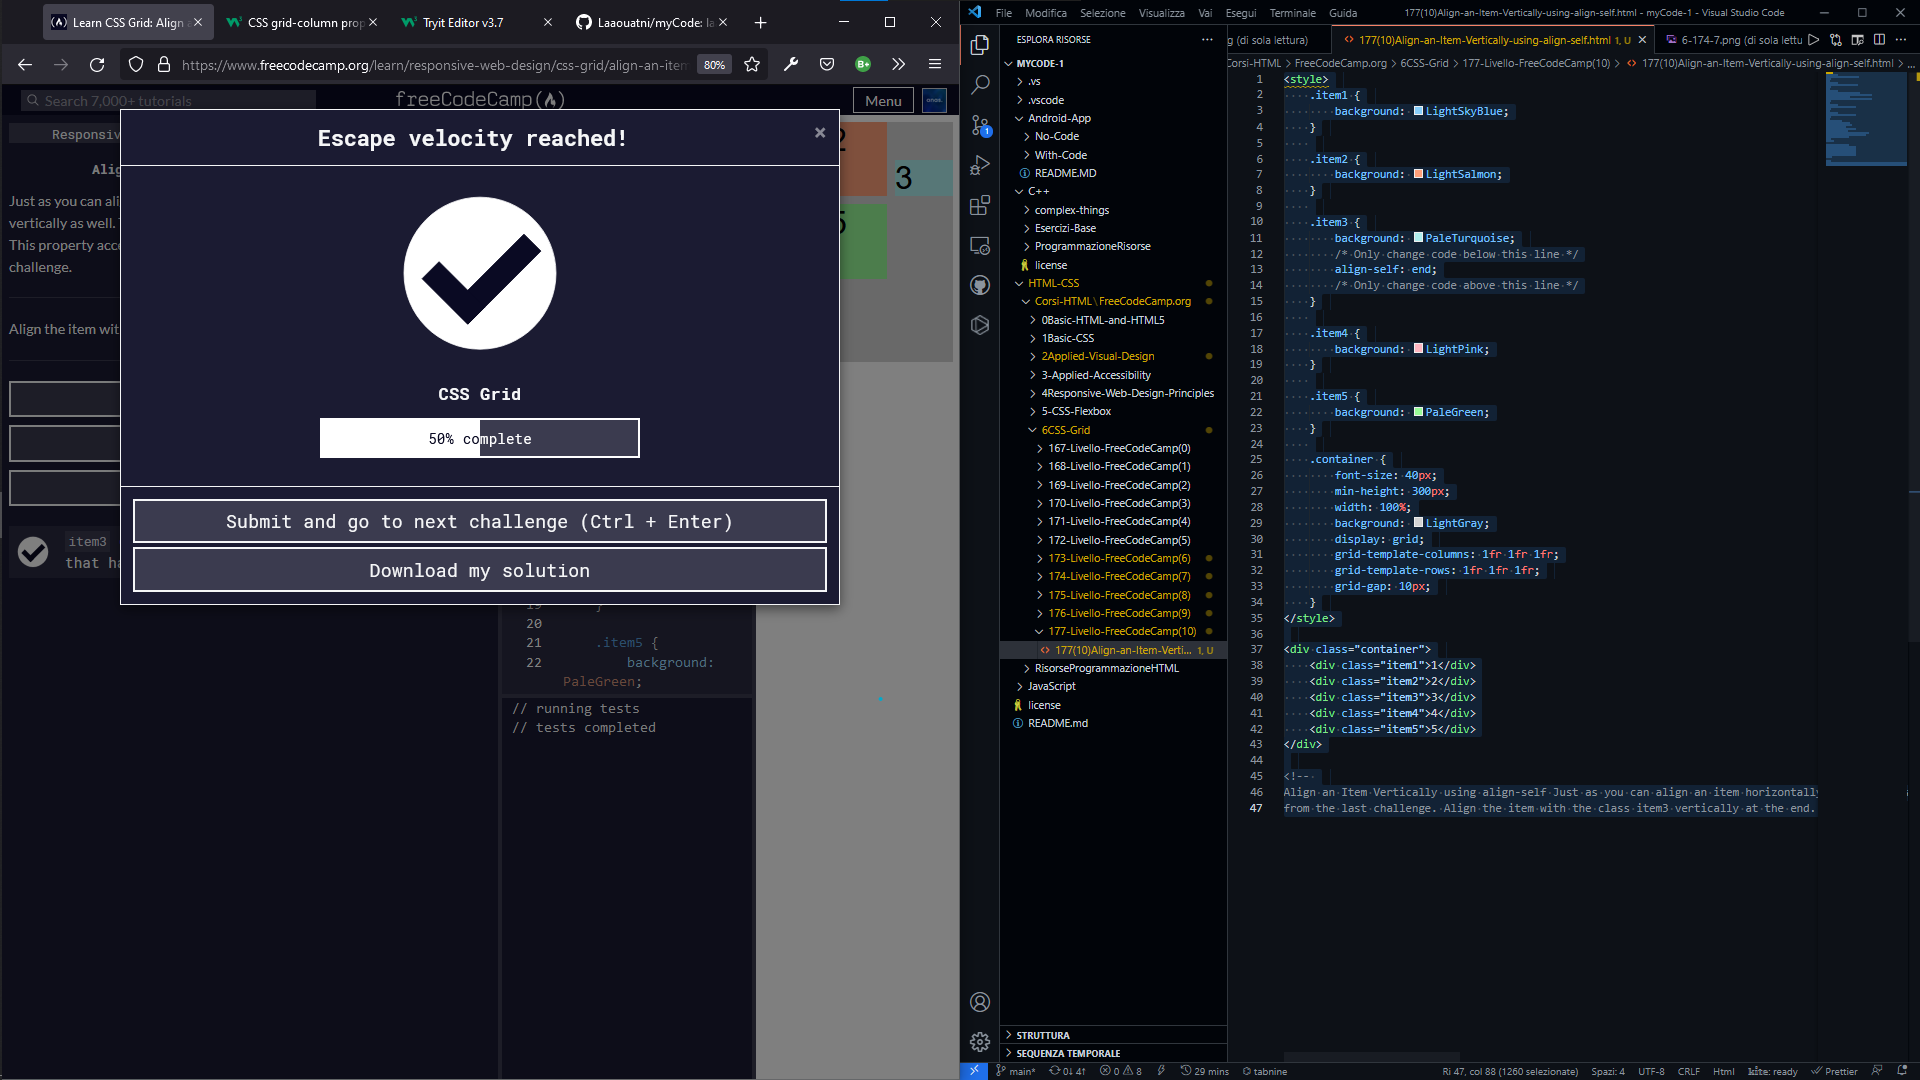 Learn CSS Grid: Align a
CSS grid-column prop
Tryit Editor v3.7
Laaouatni/myCode: la
https://www.freecodecamp.org/learn/responsive-web-design/css-grid/align-an-item
80%
Search 7,000+ tutorials
freeCodeCamp
Menu
Responsiv
Alig
Just as you can ali
vertically as well.
This property acc
challenge.
Align the item wit
item3
that ha
2
3
5
Escape velocity reached!
CSS Grid
50% complete
Submit and go to next challenge (Ctrl + Enter)
Download my solution
19 }
20
21 .item5 {
22 background:
PaleGreen;
// running tests
// tests completed
File Modifica Selezione Visualizza Vai Esegui Terminale Guida
177(10)Align-an-Item-Vertically-using-align-self.html - myCode-1 - Visual Studio Code
ESPLORA RISORSE
MYCODE-1
.vs
.vscode
Android-App
No-Code
With-Code
README.MD
C++
complex-things
Esercizi-Base
ProgrammazioneRisorse
license
HTML-CSS
Corsi-HTML\FreeCodeCamp.org
0Basic-HTML-and-HTML5
1Basic-CSS
2Applied-Visual-Design
3-Applied-Accessibility
4Responsive-Web-Design-Principles
5-CSS-Flexbox
6CSS-Grid
167-Livello-FreeCodeCamp(0)
168-Livello-FreeCodeCamp(1)
169-Livello-FreeCodeCamp(2)
170-Livello-FreeCodeCamp(3)
171-Livello-FreeCodeCamp(4)
172-Livello-FreeCodeCamp(5)
173-Livello-FreeCodeCamp(6)
174-Livello-FreeCodeCamp(7)
175-Livello-FreeCodeCamp(8)
176-Livello-FreeCodeCamp(9)
177-Livello-FreeCodeCamp(10)
177(10)Align-an-Item-Verti... 1, U
RisorseProgrammazioneHTML
JavaScript
license
README.md
STRUTTURA
SEQUENZA TEMPORALE
g (di sola lettura)
177(10)Align-an-Item-Vertically-using-align-self.html 1, U
6-174-7.png (di sola lettu
Corsi-HTML > FreeCodeCamp.org > 6CSS-Grid > 177-Livello-FreeCodeCamp(10) > 177(10)Align-an-Item-Vertically-using-align-self.html > ...
1 <style>
2 .item1 {
3 background: LightSkyBlue;
4 }
5
6 .item2 {
7 background: LightSalmon;
8 }
9
10 .item3 {
11 background: PaleTurquoise;
12 /* Only change code below this line */
13 align-self: end;
14 /* Only change code above this line */
15 }
16
17 .item4 {
18 background: LightPink;
19 }
20
21 .item5 {
22 background: PaleGreen;
23 }
24
25 .container {
26 font-size: 40px;
27 min-height: 300px;
28 width: 100%;
29 background: LightGray;
30 display: grid;
31 grid-template-columns: 1fr 1fr 1fr;
32 grid-template-rows: 1fr 1fr 1fr;
33 grid-gap: 10px;
34 }
35 </style>
36
37 <div class="container">
38 <div class="item1">1</div>
39 <div class="item2">2</div>
40 <div class="item3">3</div>
41 <div class="item4">4</div>
42 <div class="item5">5</div>
43 </div>
44
45 <!--
46 Align an Item Vertically using align-self Just as you can align an item horizontally
47 from the last challenge. Align the item with the class item3 vertically at the end.
main* 0↓ 4↑ 0 8 29 mins tabnine
Ri 47, col 88 (1260 selezionate) Spazi: 4 UTF-8 CRLF Html kite: ready Prettier